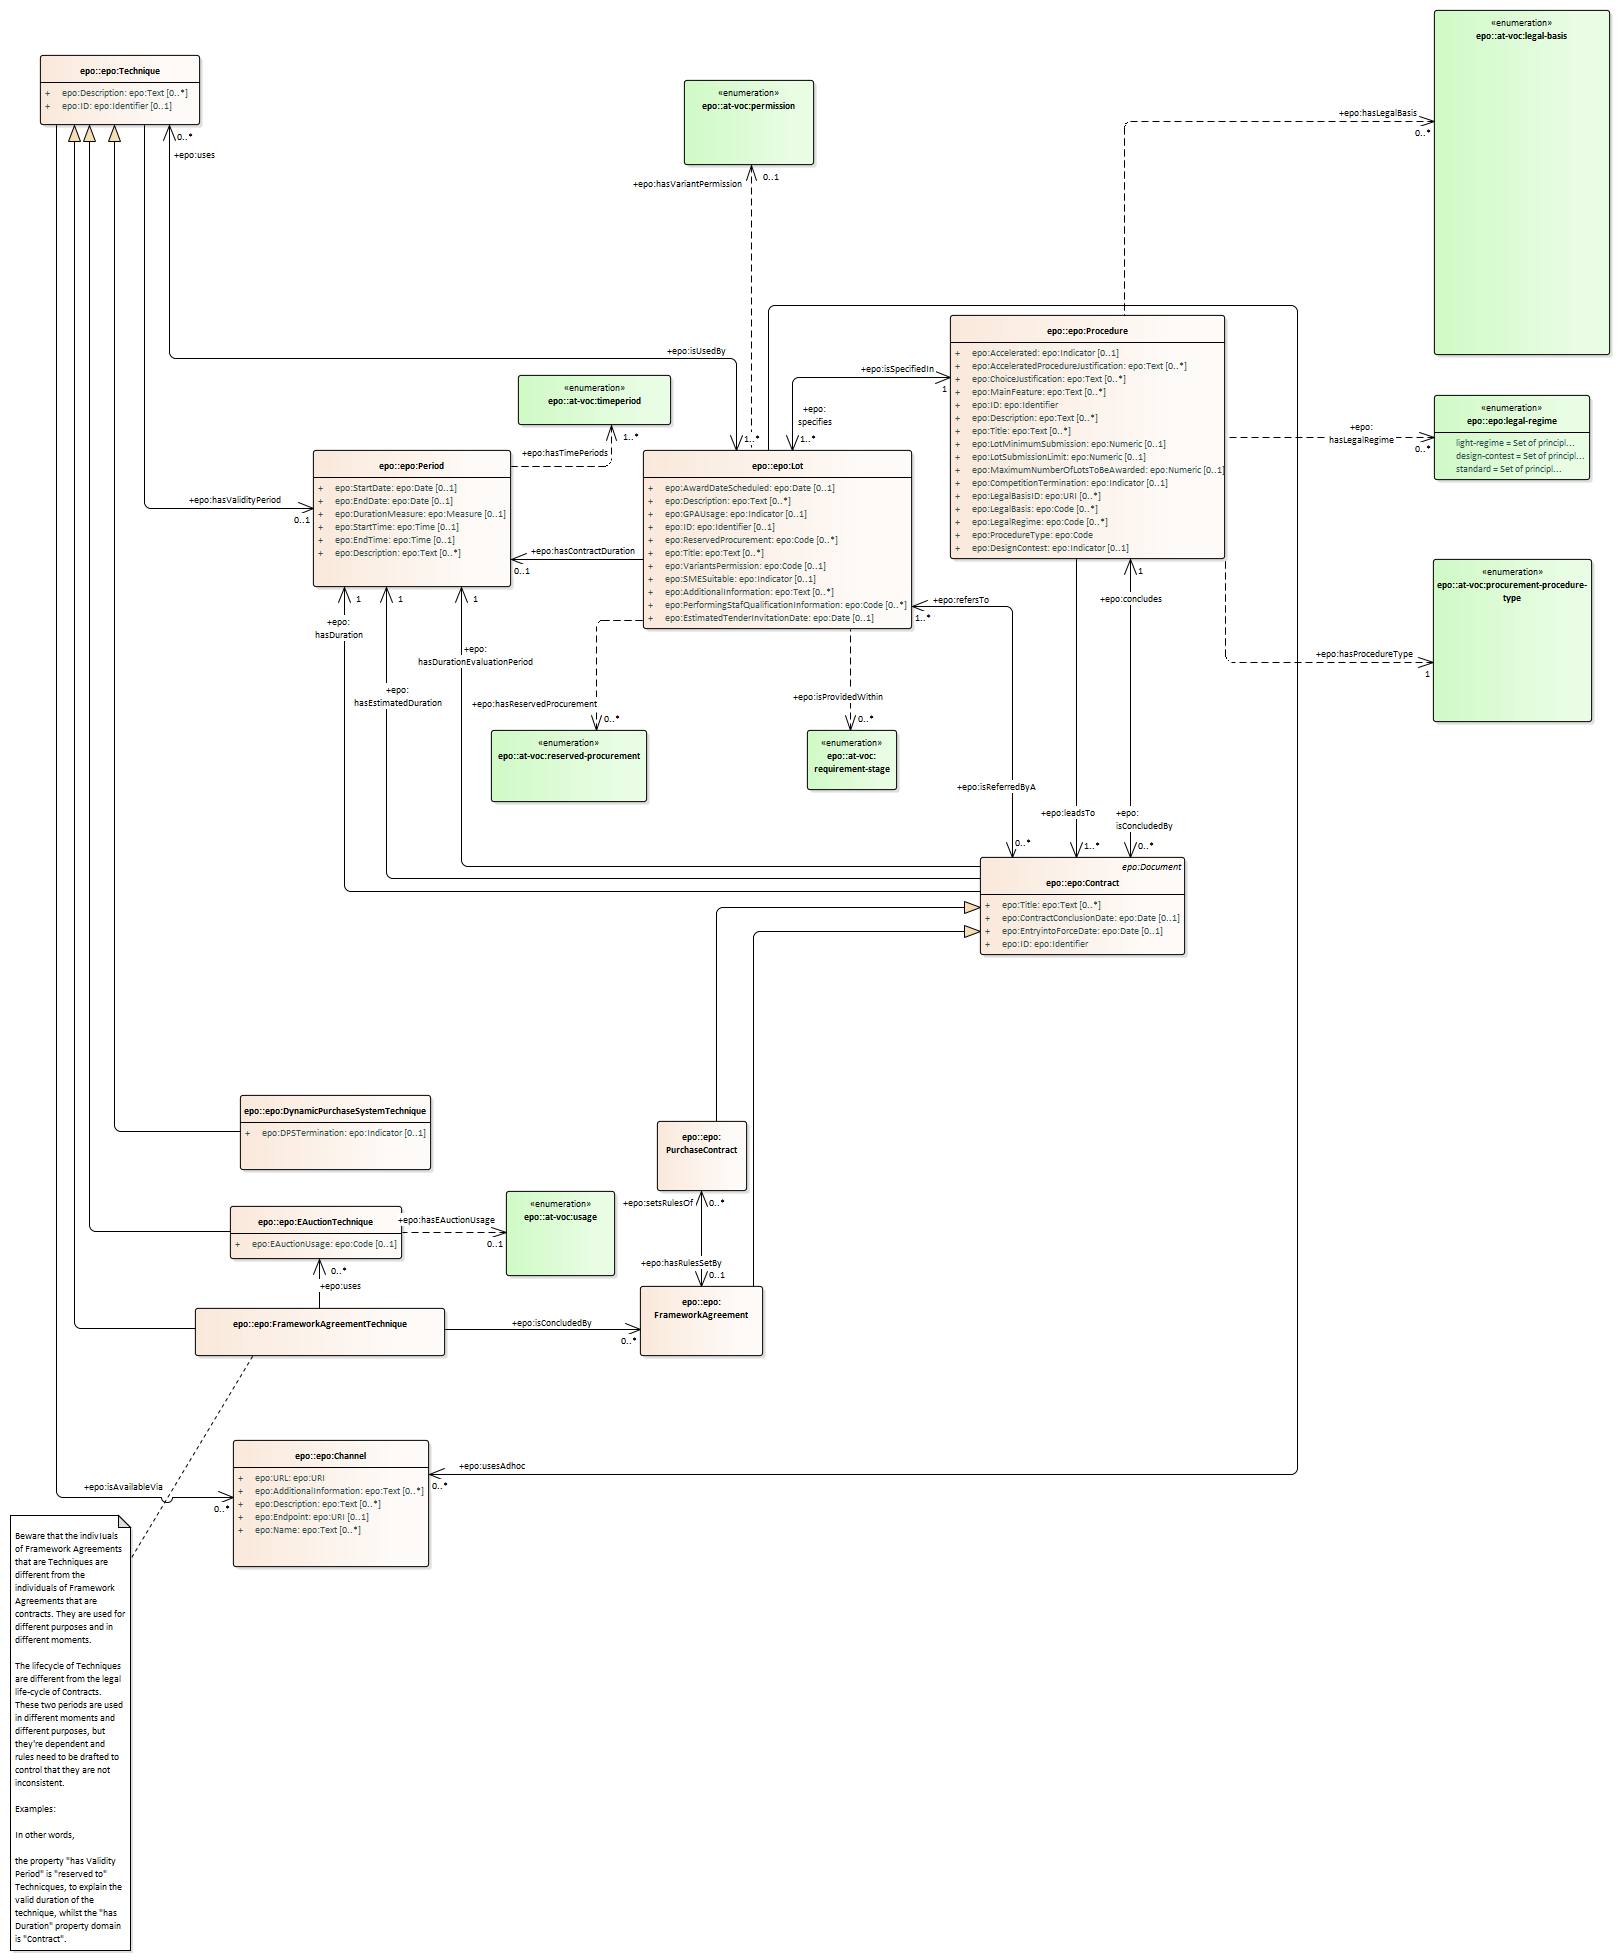 «enumeration»
epo::at-voc:legal-basis
epo::epo:Technique
+ epo:Description: epo:Text [0..*]
+ epo:ID: epo:Identifier [0..1]
«enumeration»
epo::at-voc:permission
+epo:hasLegalBasis
0..*
0..*
+epo:uses
+epo:hasVariantPermission
0..1
epo::epo:Procedure
+ epo:Accelerated: epo:Indicator [0..1]
+ epo:AcceleratedProcedureJustification: epo:Text [0..*]
+ epo:ChoiceJustification: epo:Text [0..*]
+ epo:MainFeature: epo:Text [0..*]
+ epo:ID: epo:Identifier
+ epo:Description: epo:Text [0..*]
+ epo:Title: epo:Text [0..*]
+ epo:LotMinimumSubmission: epo:Numeric [0..1]
+ epo:LotSubmissionLimit: epo:Numeric [0..1]
+ epo:MaximumNumberOfLotsToBeAwarded: epo:Numeric [0..1]
+ epo:CompetitionTermination: epo:Indicator [0..1]
+ epo:LegalBasisID: epo:URI [0..*]
+ epo:LegalBasis: epo:Code [0..*]
+ epo:LegalRegime: epo:Code [0..*]
+ epo:ProcedureType: epo:Code
+ epo:DesignContest: epo:Indicator [0..1]
+epo:isUsedBy
1..*
+epo:isSpecifiedIn
1
+epo:
specifies
1..*
«enumeration»
epo::at-voc:timeperiod
1..*
+epo:hasTimePeriods
«enumeration»
epo::epo:legal-regime
light-regime = Set of principl...
design-contest = Set of principl...
standard = Set of principl...
+epo:
hasLegalRegime
0..*
epo::epo:Period
+ epo:StartDate: epo:Date [0..1]
+ epo:EndDate: epo:Date [0..1]
+ epo:DurationMeasure: epo:Measure [0..1]
+ epo:StartTime: epo:Time [0..1]
+ epo:EndTime: epo:Time [0..1]
+ epo:Description: epo:Text [0..*]
+epo:hasValidityPeriod
0..1
epo::epo:Lot
+ epo:AwardDateScheduled: epo:Date [0..1]
+ epo:Description: epo:Text [0..*]
+ epo:GPAUsage: epo:Indicator [0..1]
+ epo:ID: epo:Identifier [0..1]
+ epo:ReservedProcurement: epo:Code [0..*]
+ epo:Title: epo:Text [0..*]
+ epo:VariantsPermission: epo:Code [0..1]
+ epo:SMESuitable: epo:Indicator [0..1]
+ epo:AdditionalInformation: epo:Text [0..*]
+ epo:PerformingStafQualificationInformation: epo:Code [0..*]
+ epo:EstimatedTenderInvitationDate: epo:Date [0..1]
+epo:hasContractDuration
0..1
«enumeration»
epo::at-voc:procurement-procedure-
type
+epo:hasProcedureType
1
+epo:refersTo
1..*
1
+epo:concludes
1
+epo:
hasDuration
1
+epo:
hasEstimatedDuration
1
+epo:
hasDurationEvaluationPeriod
+epo:hasReservedProcurement
0..*
+epo:isProvidedWithin
0..*
«enumeration»
epo::at-voc:reserved-procurement
«enumeration»
epo::at-voc:
requirement-stage
+epo:isReferredByA
0..*
+epo:leadsTo
1..*
+epo:
isConcludedBy
0..*
epo:Document
epo::epo:Contract
+ epo:Title: epo:Text [0..*]
+ epo:ContractConclusionDate: epo:Date [0..1]
+ epo:EntryintoForceDate: epo:Date [0..1]
+ epo:ID: epo:Identifier
epo::epo:DynamicPurchaseSystemTechnique
+ epo:DPSTermination: epo:Indicator [0..1]
epo::epo:
PurchaseContract
+epo:setsRulesOf
0..*
epo::epo:EAuctionTechnique
+ epo:EAuctionUsage: epo:Code [0..1]
+epo:hasEAuctionUsage
0..1
«enumeration»
epo::at-voc:usage
0..*
+epo:uses
+epo:hasRulesSetBy
0..1
epo::epo:FrameworkAgreementTechnique
+epo:isConcludedBy
0..*
epo::epo:
FrameworkAgreement
epo::epo:Channel
+ epo:URL: epo:URI
+ epo:AdditionalInformation: epo:Text [0..*]
+ epo:Description: epo:Text [0..*]
+ epo:Endpoint: epo:URI [0..1]
+ epo:Name: epo:Text [0..*]
+epo:usesAdhoc
0..*
+epo:isAvailableVia
0..*
Beware that the indivIuals
of Framework Agreements
that are Techniques are
different from the
individuals of Framework
Agreements that are
contracts. They are used for
different purposes and in
different moments.
The lifecycle of Techniques
are different from the legal
life-cycle of Contracts.
These two periods are used
in different moments and
different purposes, but
they're dependent and
rules need to be drafted to
control that they are not
inconsistent.
Examples:
In other words,
the property "has Validity
Period" is "reserved to"
Technicques, to explain the
valid duration of the
technique, whilst the "has
Duration" property domain
is "Contract".